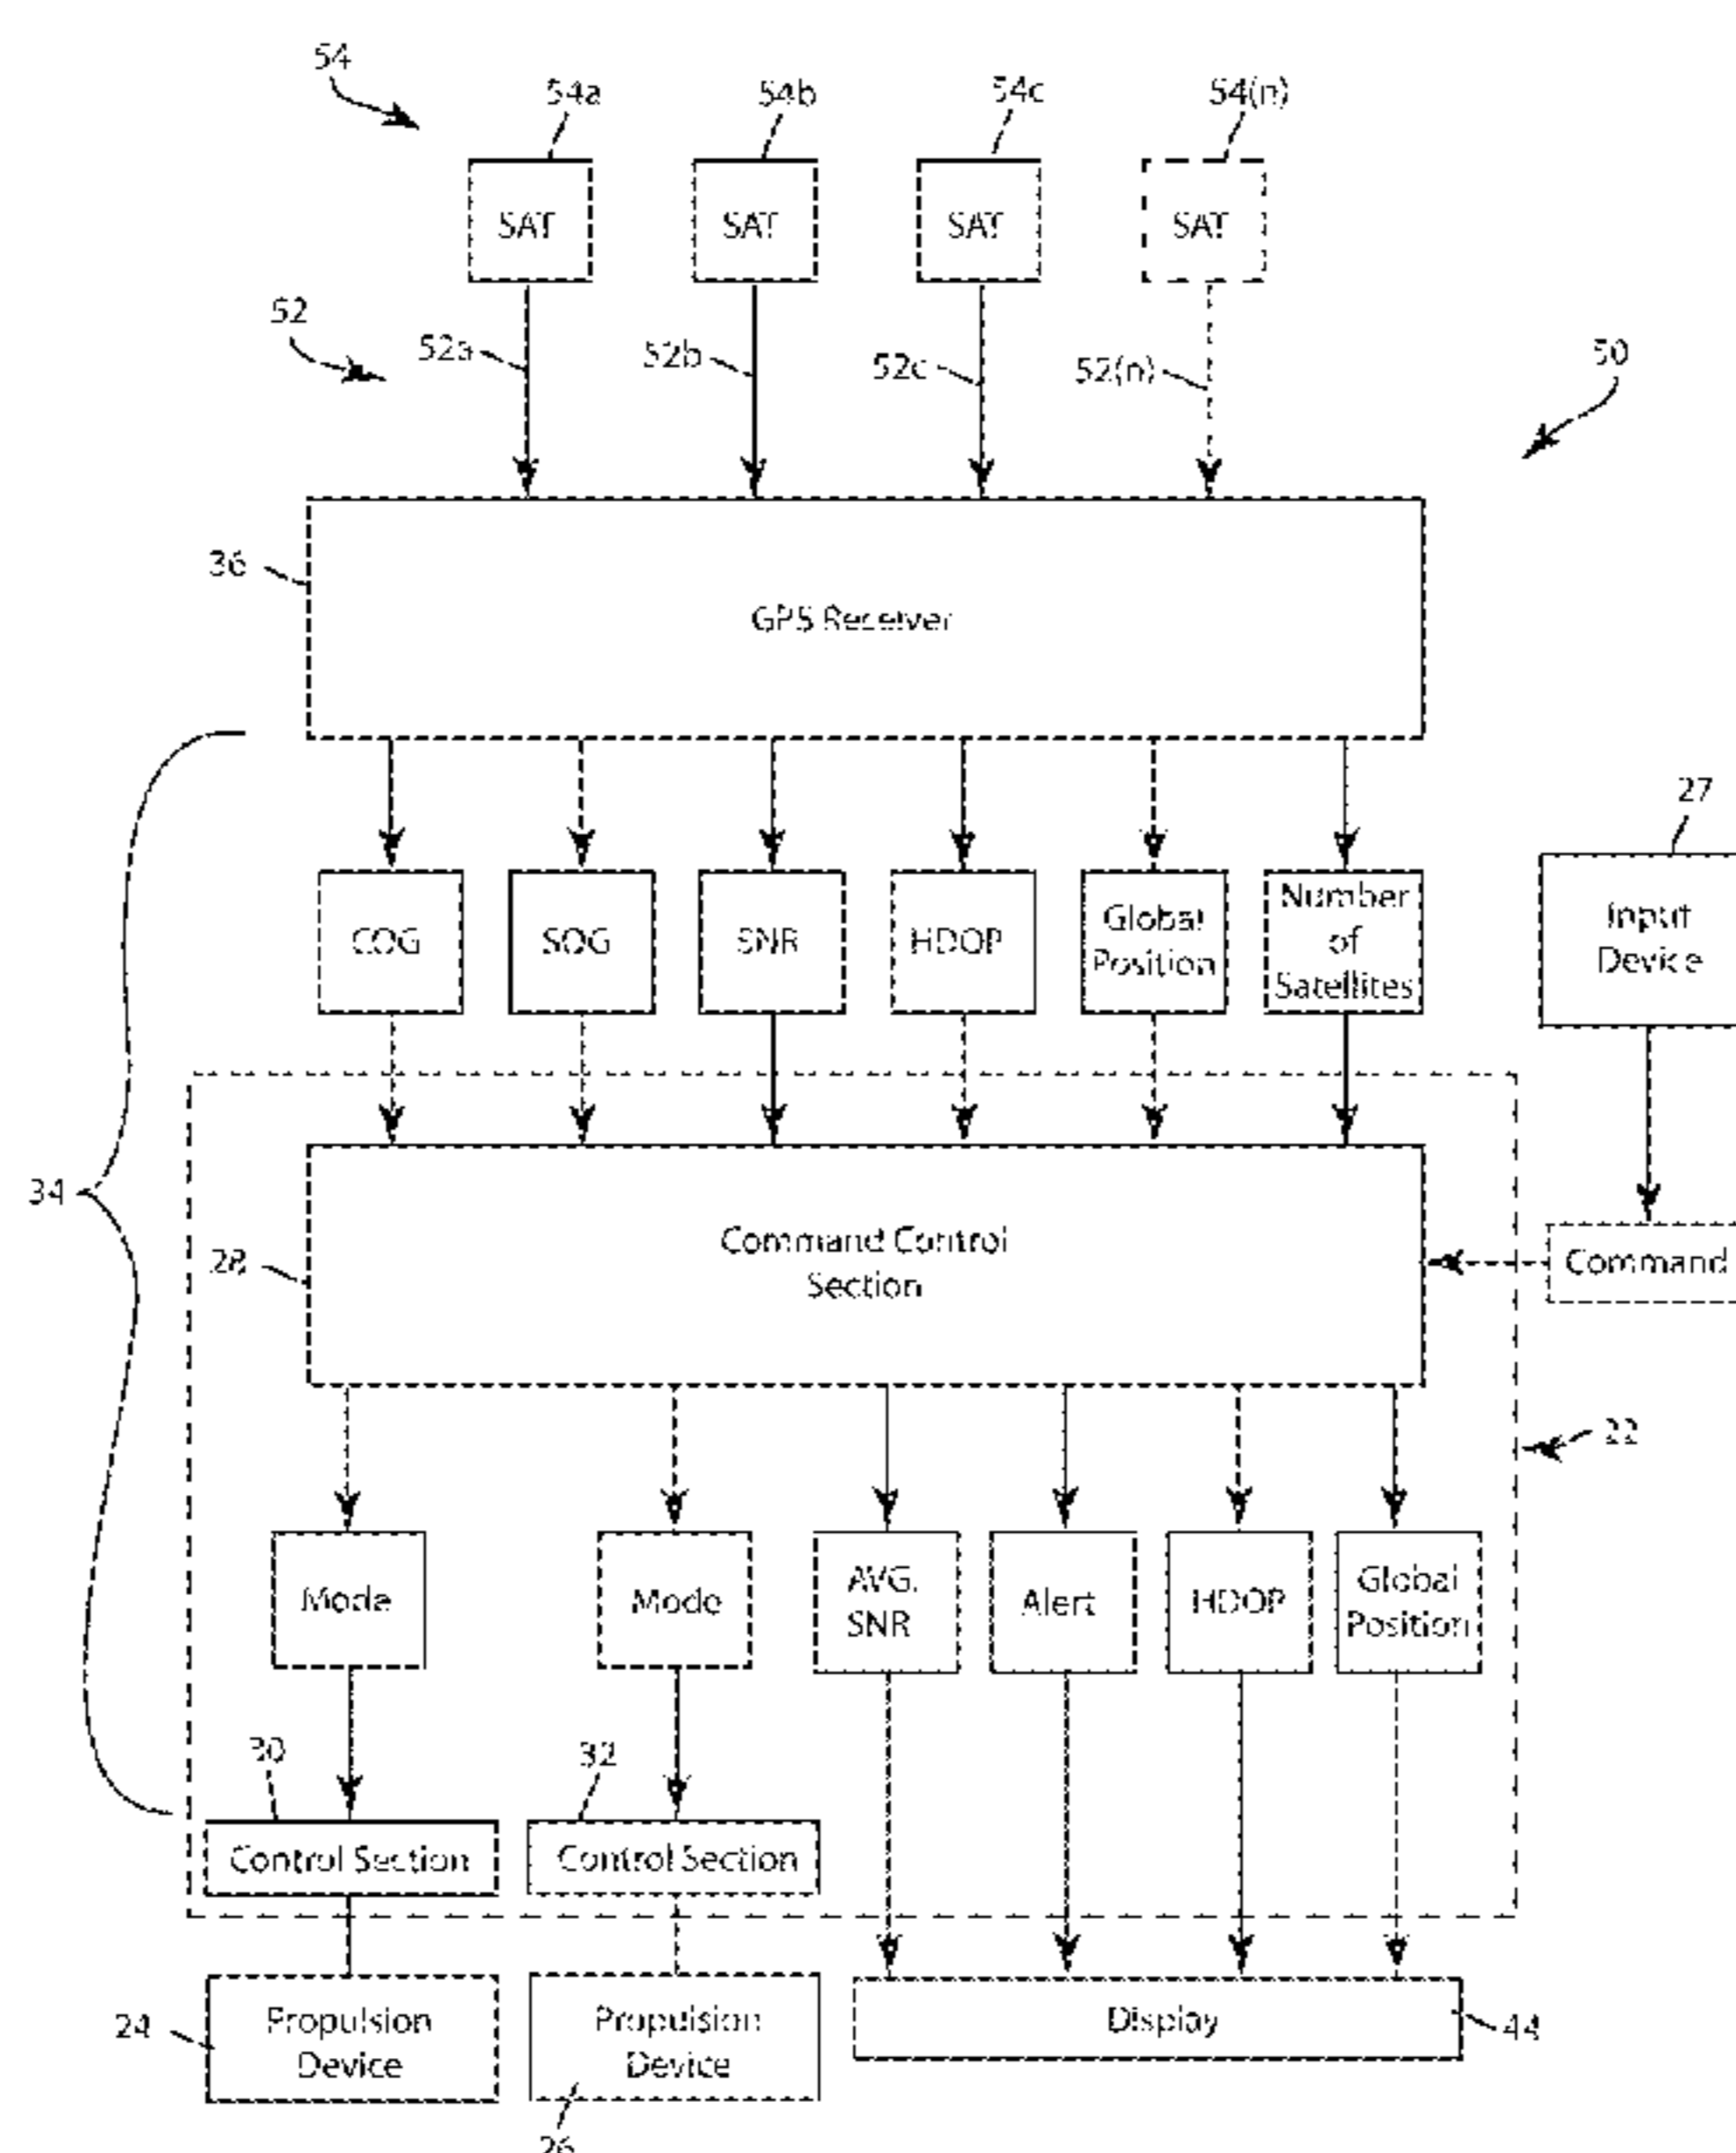 54
54a
54b
54c
54(n)
SAT
SAT
SAT
SAT
52
52a
52b
52c
52(n)
50
36
GPS Receiver
27
COG
SOG
SNR
HDOP
Global
Position
Number
of
Satellites
Input
Device
34
28
Command Control
Section
Command
22
Mode
Mode
AVG.
SNR
Alert
HDOP
Global
Position
30
32
Control Section
Control Section
24
Propulsion
Device
Propulsion
Device
Display
44
26